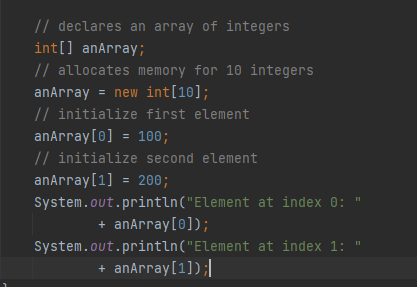 // declares an array of integers
int[] anArray;
// allocates memory for 10 integers
anArray = new int[10];
// initialize first element
anArray[0] = 100;
// initialize second element
anArray[1] = 200;
System.out.println("Element at index 0: "
        + anArray[0]);
System.out.println("Element at index 1: "
        + anArray[1]);